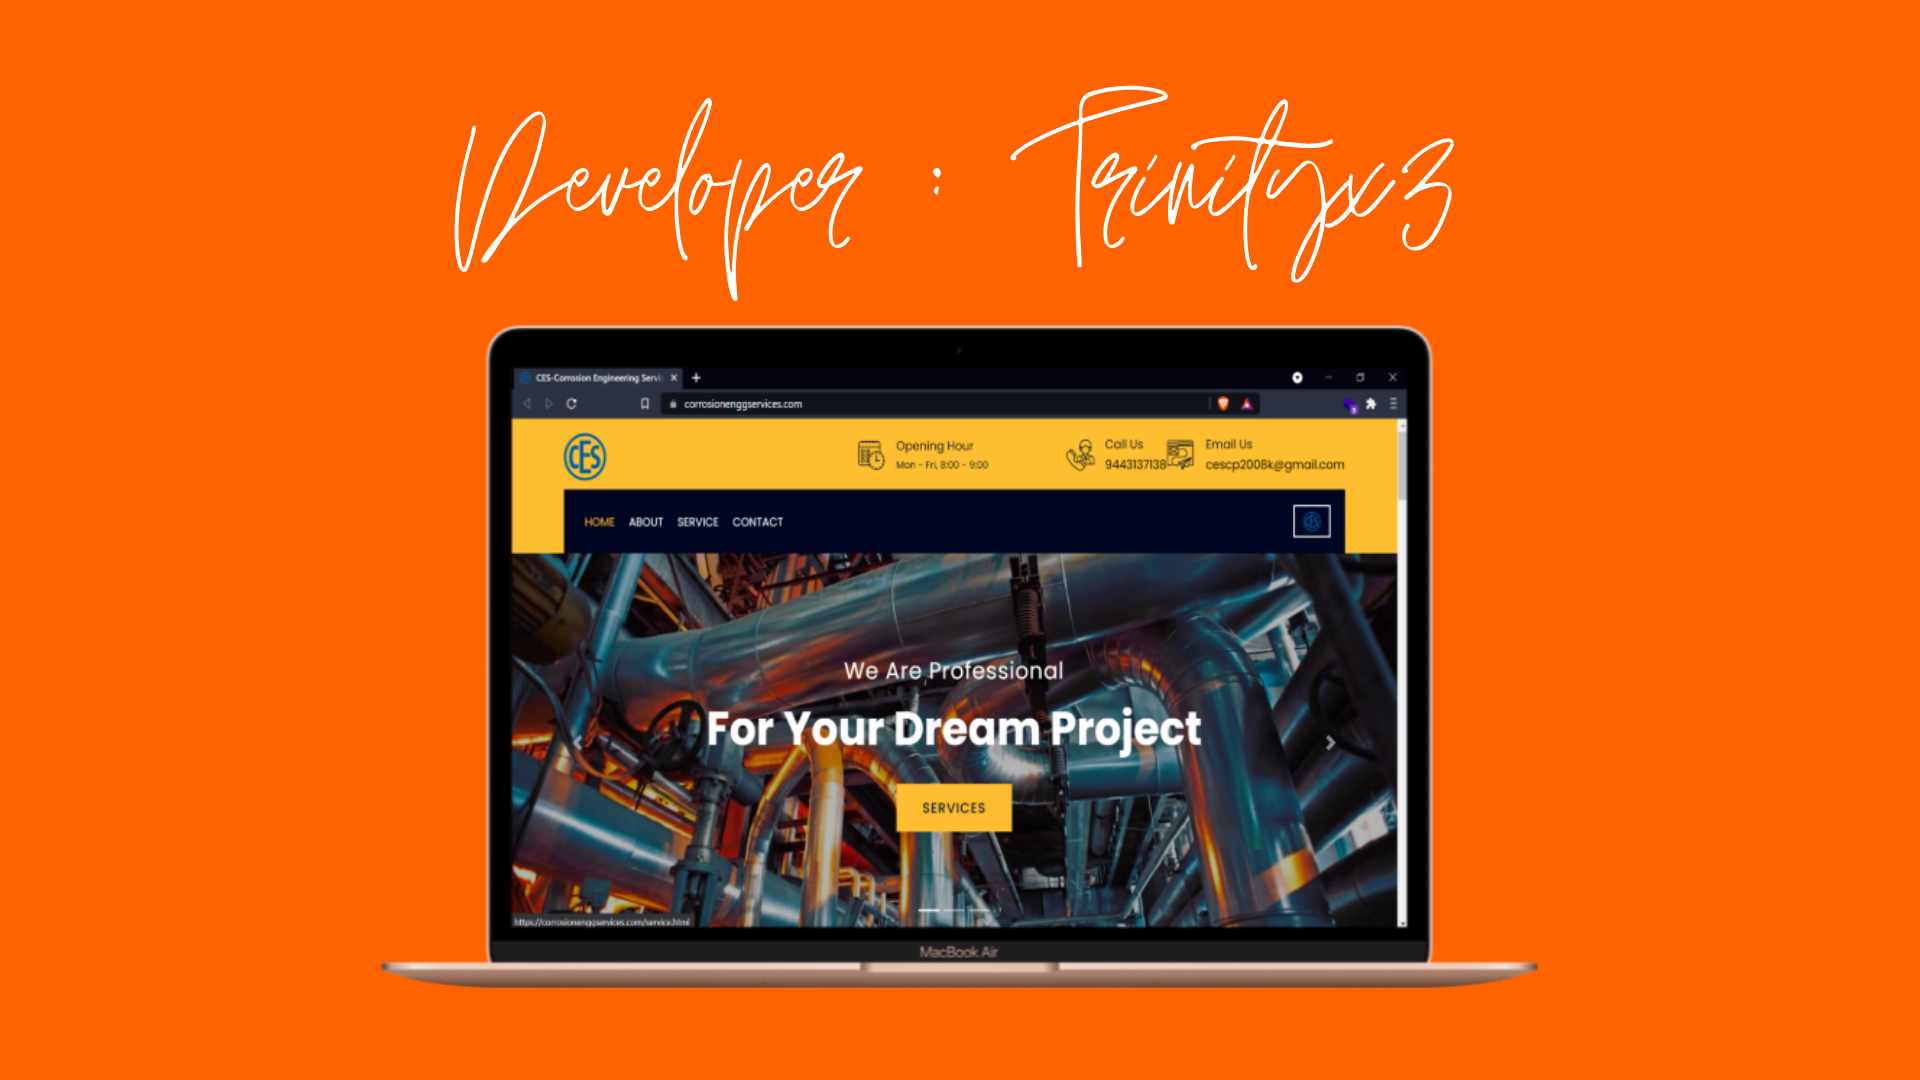 Developer : Trinityx3
CES-Corrosion Engineering Servi
corrosionenggservices.com
CES
Opening Hour
Mon - Fri, 8:00 - 9:00
Call Us
9443137138
Email Us
cescp2008k@gmail.com
HOME ABOUT SERVICE CONTACT
We Are Professional
For Your Dream Project
SERVICES
https://corrosionenggservices.com/service.html
MacBook Air